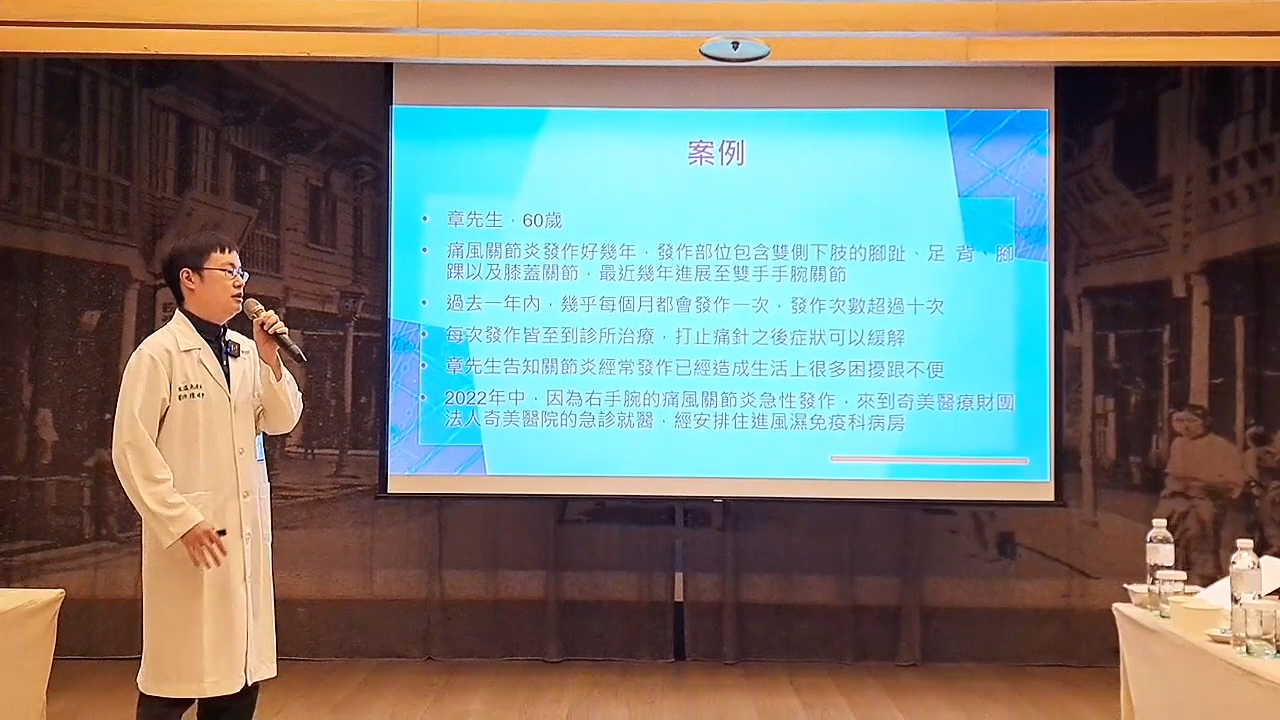 案例
• 章先生，60歲
• 痛風關節炎發作好幾年，發作部位包含雙側下肢的腳趾、足 背、腳
踝以及膝蓋關節，最近幾年進展至雙手手腕關節
• 過去一年內，幾乎每個月都會發作一次，發作次數超過十次
• 每次發作皆至到診所治療，打止痛針之後症狀可以緩解
• 章先生告知關節炎經常發作已經造成生活上很多困擾跟不便
• 2022年中，因為右手腕的痛風關節炎急性發作，來到奇美醫療財團
法人奇美醫院的急診就醫，經安排住進風濕免疫科病房